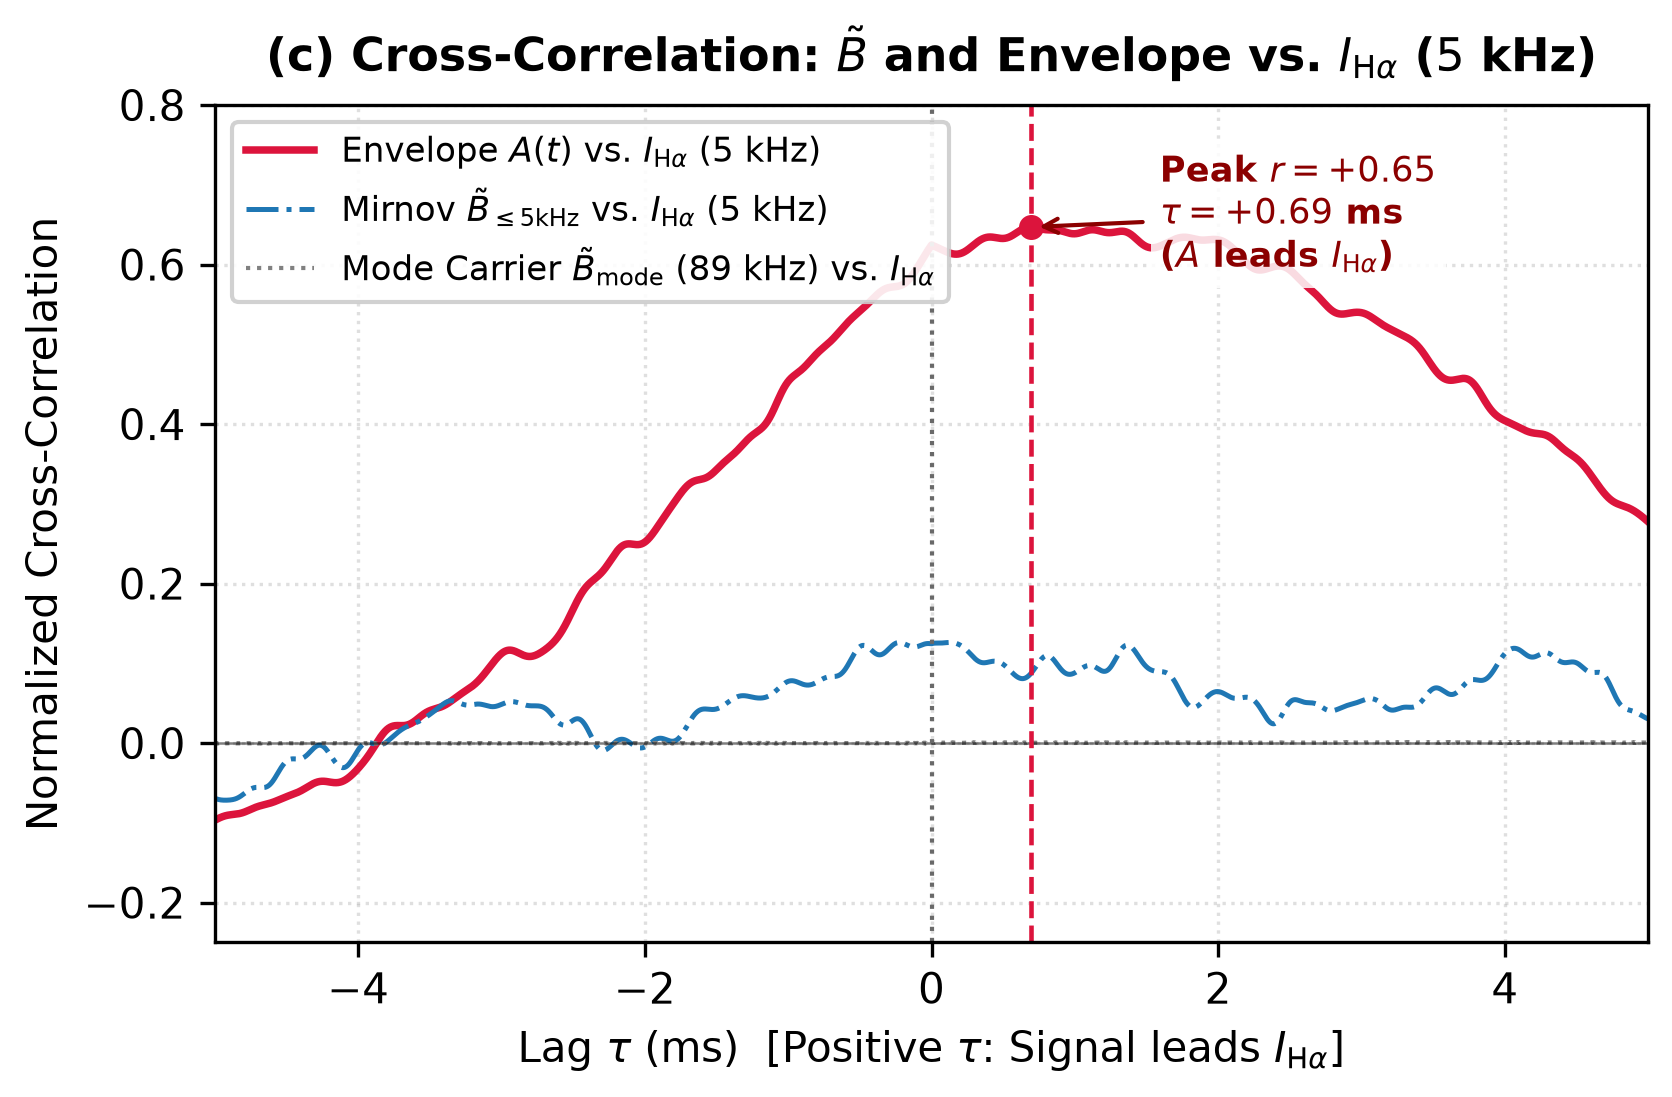 (c) Cross-Correlation: B̃ and Envelope vs. I_Hα (5 kHz)
Normalized Cross-Correlation
0.8
0.6
0.4
0.2
0.0
−0.2
Envelope A(t) vs. I_Hα (5 kHz)
Mirnov B̃_≤5kHz vs. I_Hα (5 kHz)
Mode Carrier B̃_mode (89 kHz) vs. I_Hα
Peak r = +0.65
τ = +0.69 ms
(A leads I_Hα)
−4
−2
0
2
4
Lag τ (ms) [Positive τ: Signal leads I_Hα]